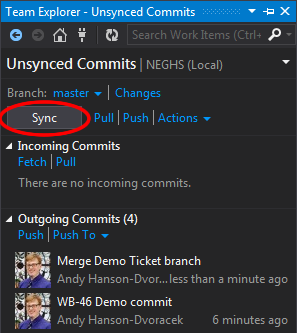 Team Explorer - Unsynced Commits
Search Work Items (Ctrl+
Unsynced Commits | NEGHS (Local)
Branch: master | Changes
Sync | Pull | Push | Actions
Incoming Commits
Fetch | Pull
There are no incoming commits.
Outgoing Commits (4)
Push | Push To
Merge Demo Ticket branch
Andy Hanson-Dvor... less than a minute ago
WB-46 Demo commit
Andy Hanson-Dvoracek 6 minutes ago